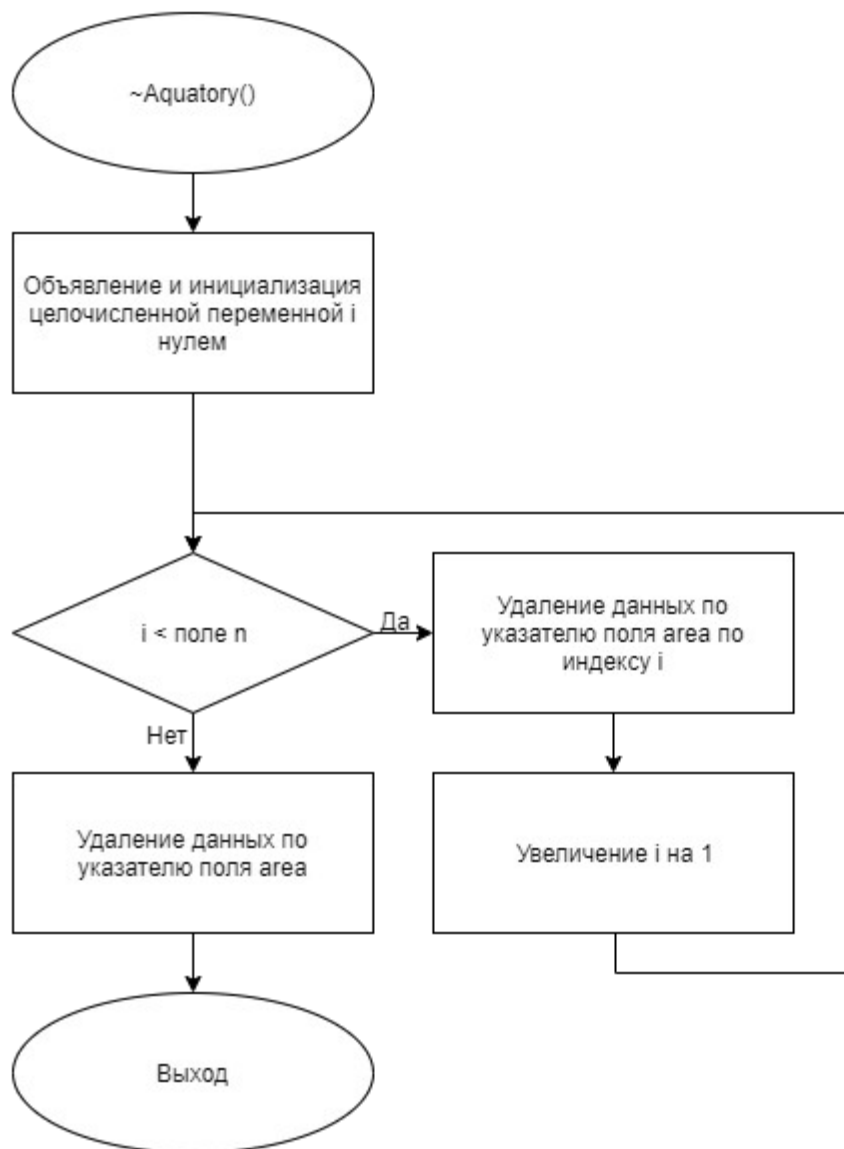 ~Aquatory()
Объявление и инициализация
целочисленной переменной i
нулем
i < поле n
Да
Удаление данных по
указателю поля area по
индексу i
Нет
Удаление данных по
указателю поля area
Увеличение i на 1
Выход